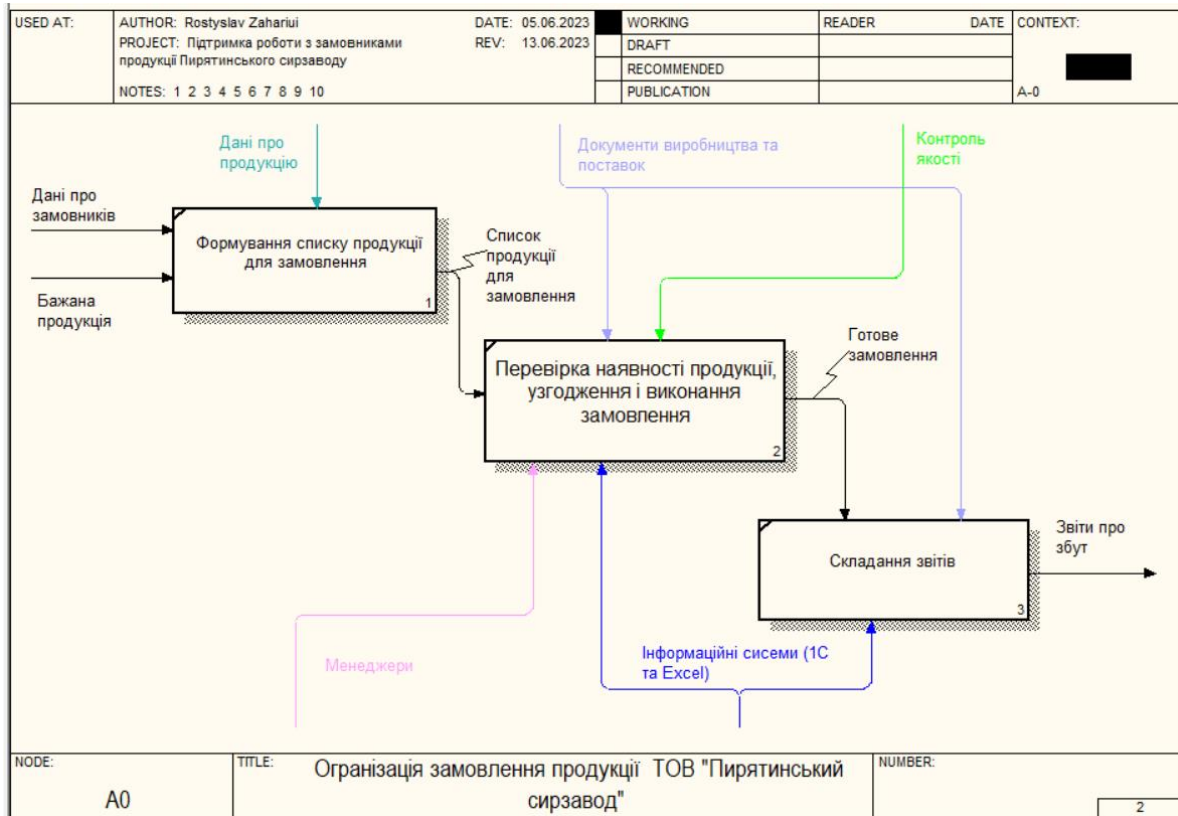 USED AT:
AUTHOR: Rostyslav Zahariui
DATE: 05.06.2023
PROJECT: Підтримка роботи з замовниками
продукції Пирятинського сирзаводу
REV: 13.06.2023
NOTES: 1 2 3 4 5 6 7 8 9 10
WORKING
DRAFT
RECOMMENDED
PUBLICATION
READER
DATE
CONTEXT:
A-0
Дані про
продукцію
Документи виробництва та
поставок
Контроль
якості
Дані про
замовників
Формування списку продукції
для замовлення
1
Список
продукції
для
замовлення
Бажана
продукція
Готове
замовлення
Перевірка наявності продукції,
узгодження і виконання
замовлення
2
Звіти про
збут
Складання звітів
3
Менеджери
Інформаційні сисеми (1С
та Excel)
NODE:
A0
TITLE:
Огранізація замовлення продукції ТОВ "Пирятинський
сирзавод"
NUMBER:
2